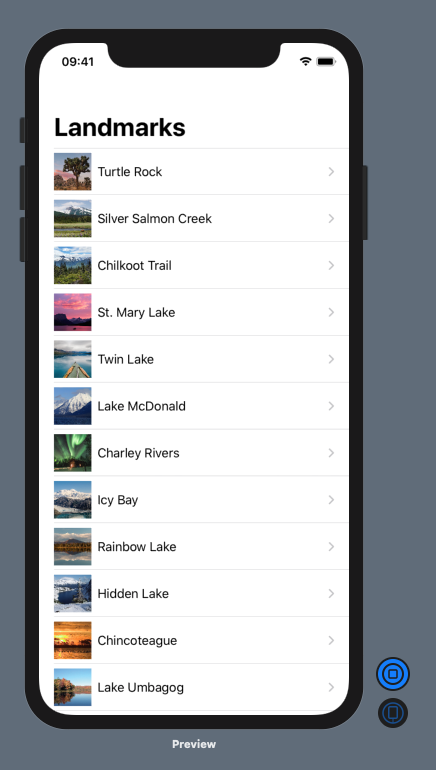 09:41
Landmarks
Turtle Rock
Silver Salmon Creek
Chilkoot Trail
St. Mary Lake
Twin Lake
Lake McDonald
Charley Rivers
Icy Bay
Rainbow Lake
Hidden Lake
Chincoteague
Lake Umbagog
Preview